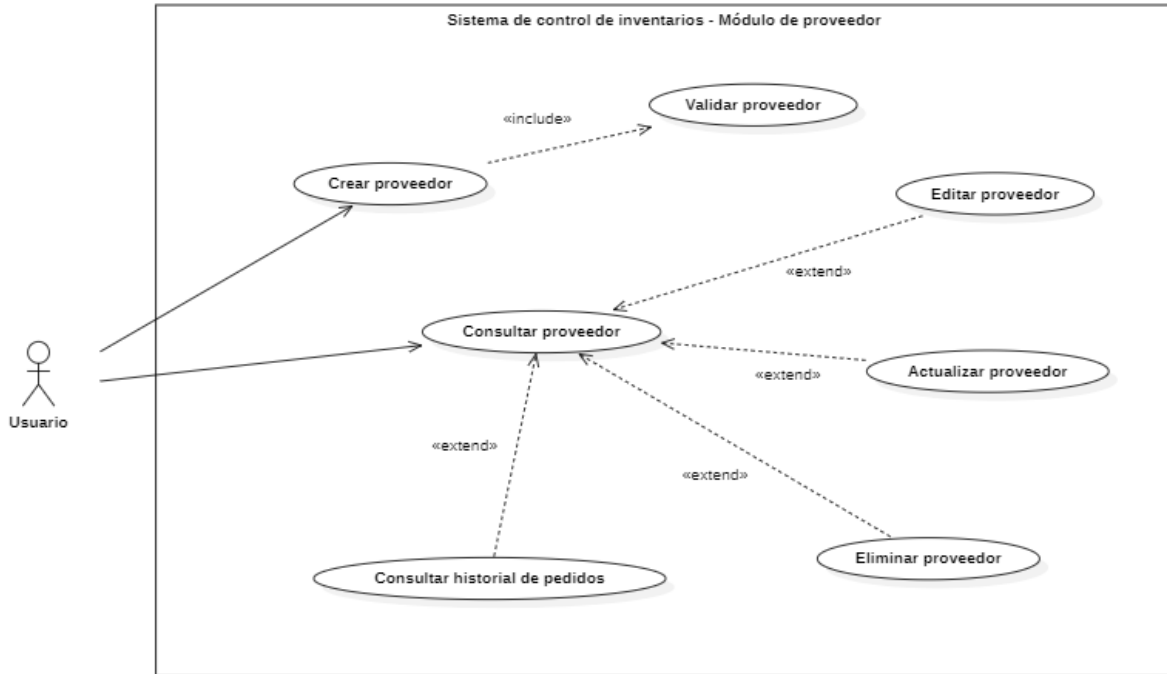 Sistema de control de inventarios - Módulo de proveedor
Validar proveedor
«include»
Crear proveedor
Editar proveedor
«extend»
Consultar proveedor
Actualizar proveedor
«extend»
Usuario
«extend»
«extend»
Eliminar proveedor
Consultar historial de pedidos